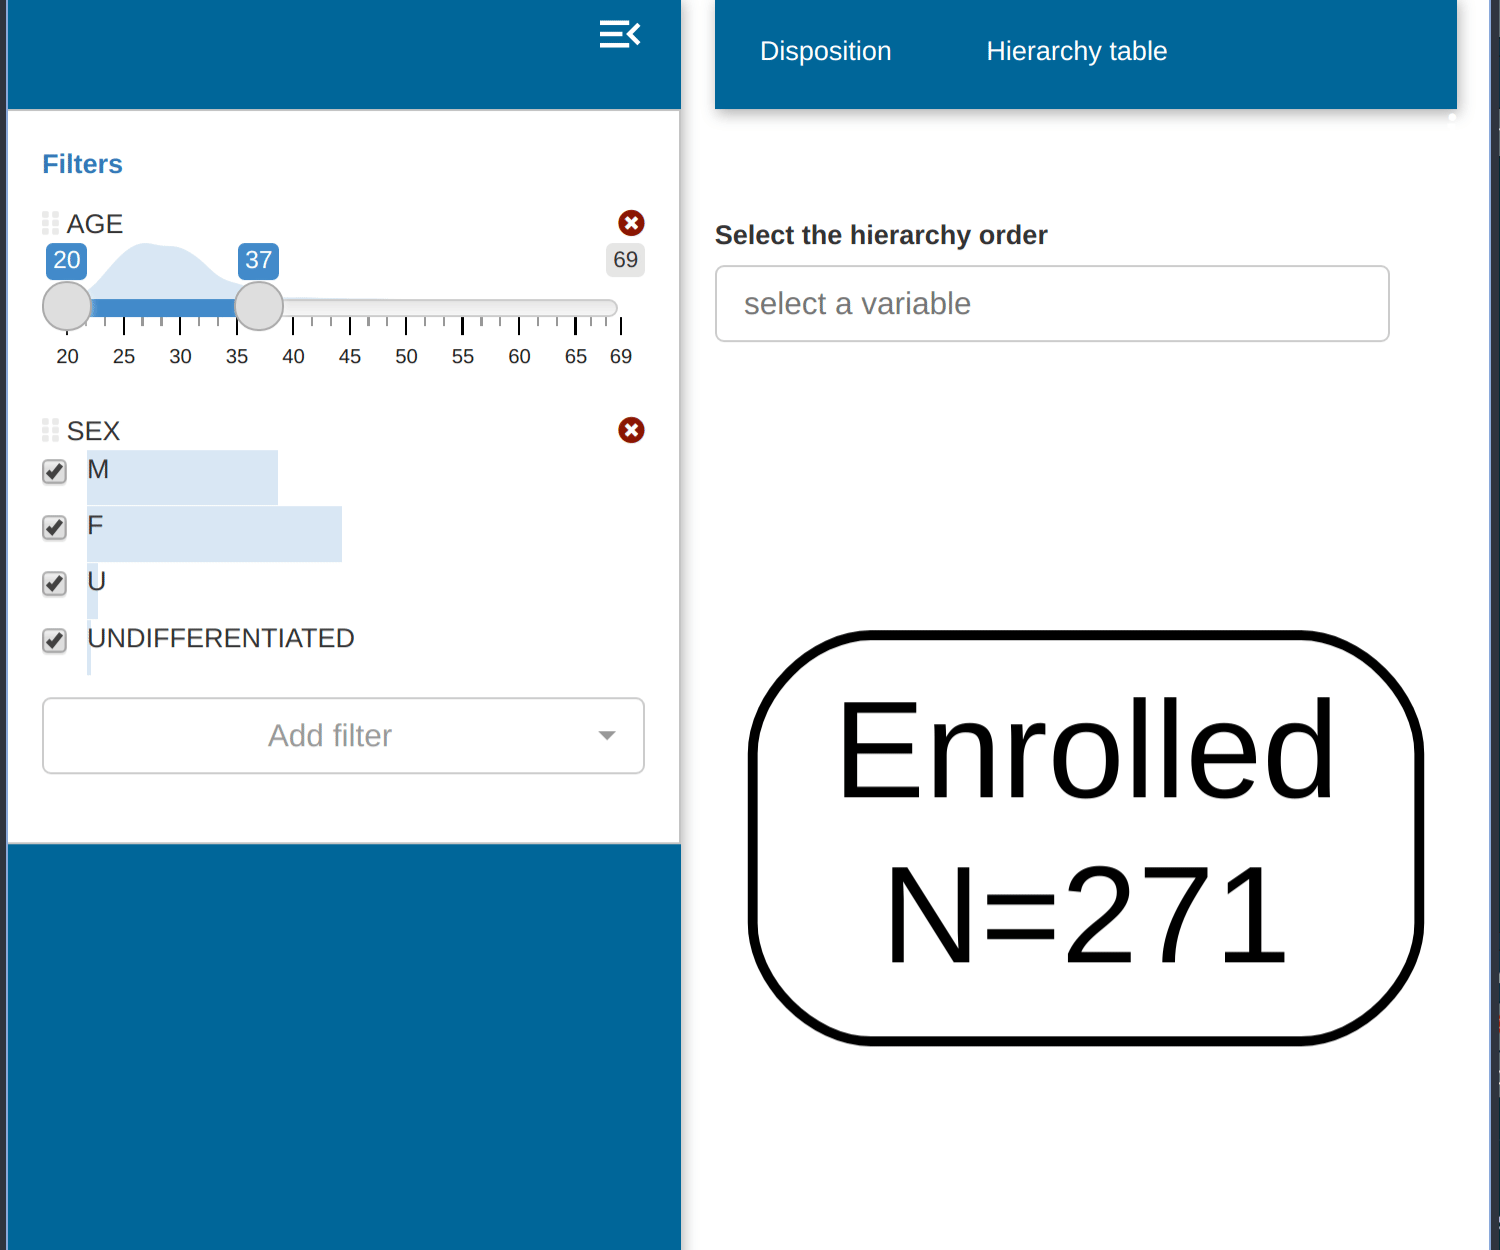 Disposition
Hierarchy table
Filters
AGE
20
37
69
20 25 30 35 40 45 50 55 60 65 69
SEX
M
F
U
UNDIFFERENTIATED
Add filter
Select the hierarchy order
select a variable
Enrolled
N=271